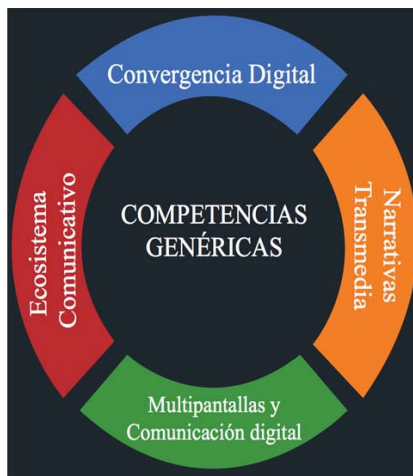 Convergencia Digital
COMPETENCIAS
GENÉRICAS
Narrativas
Transmedia
Multipantallas y
Comunicación digital
Ecosistema
Comunicativo